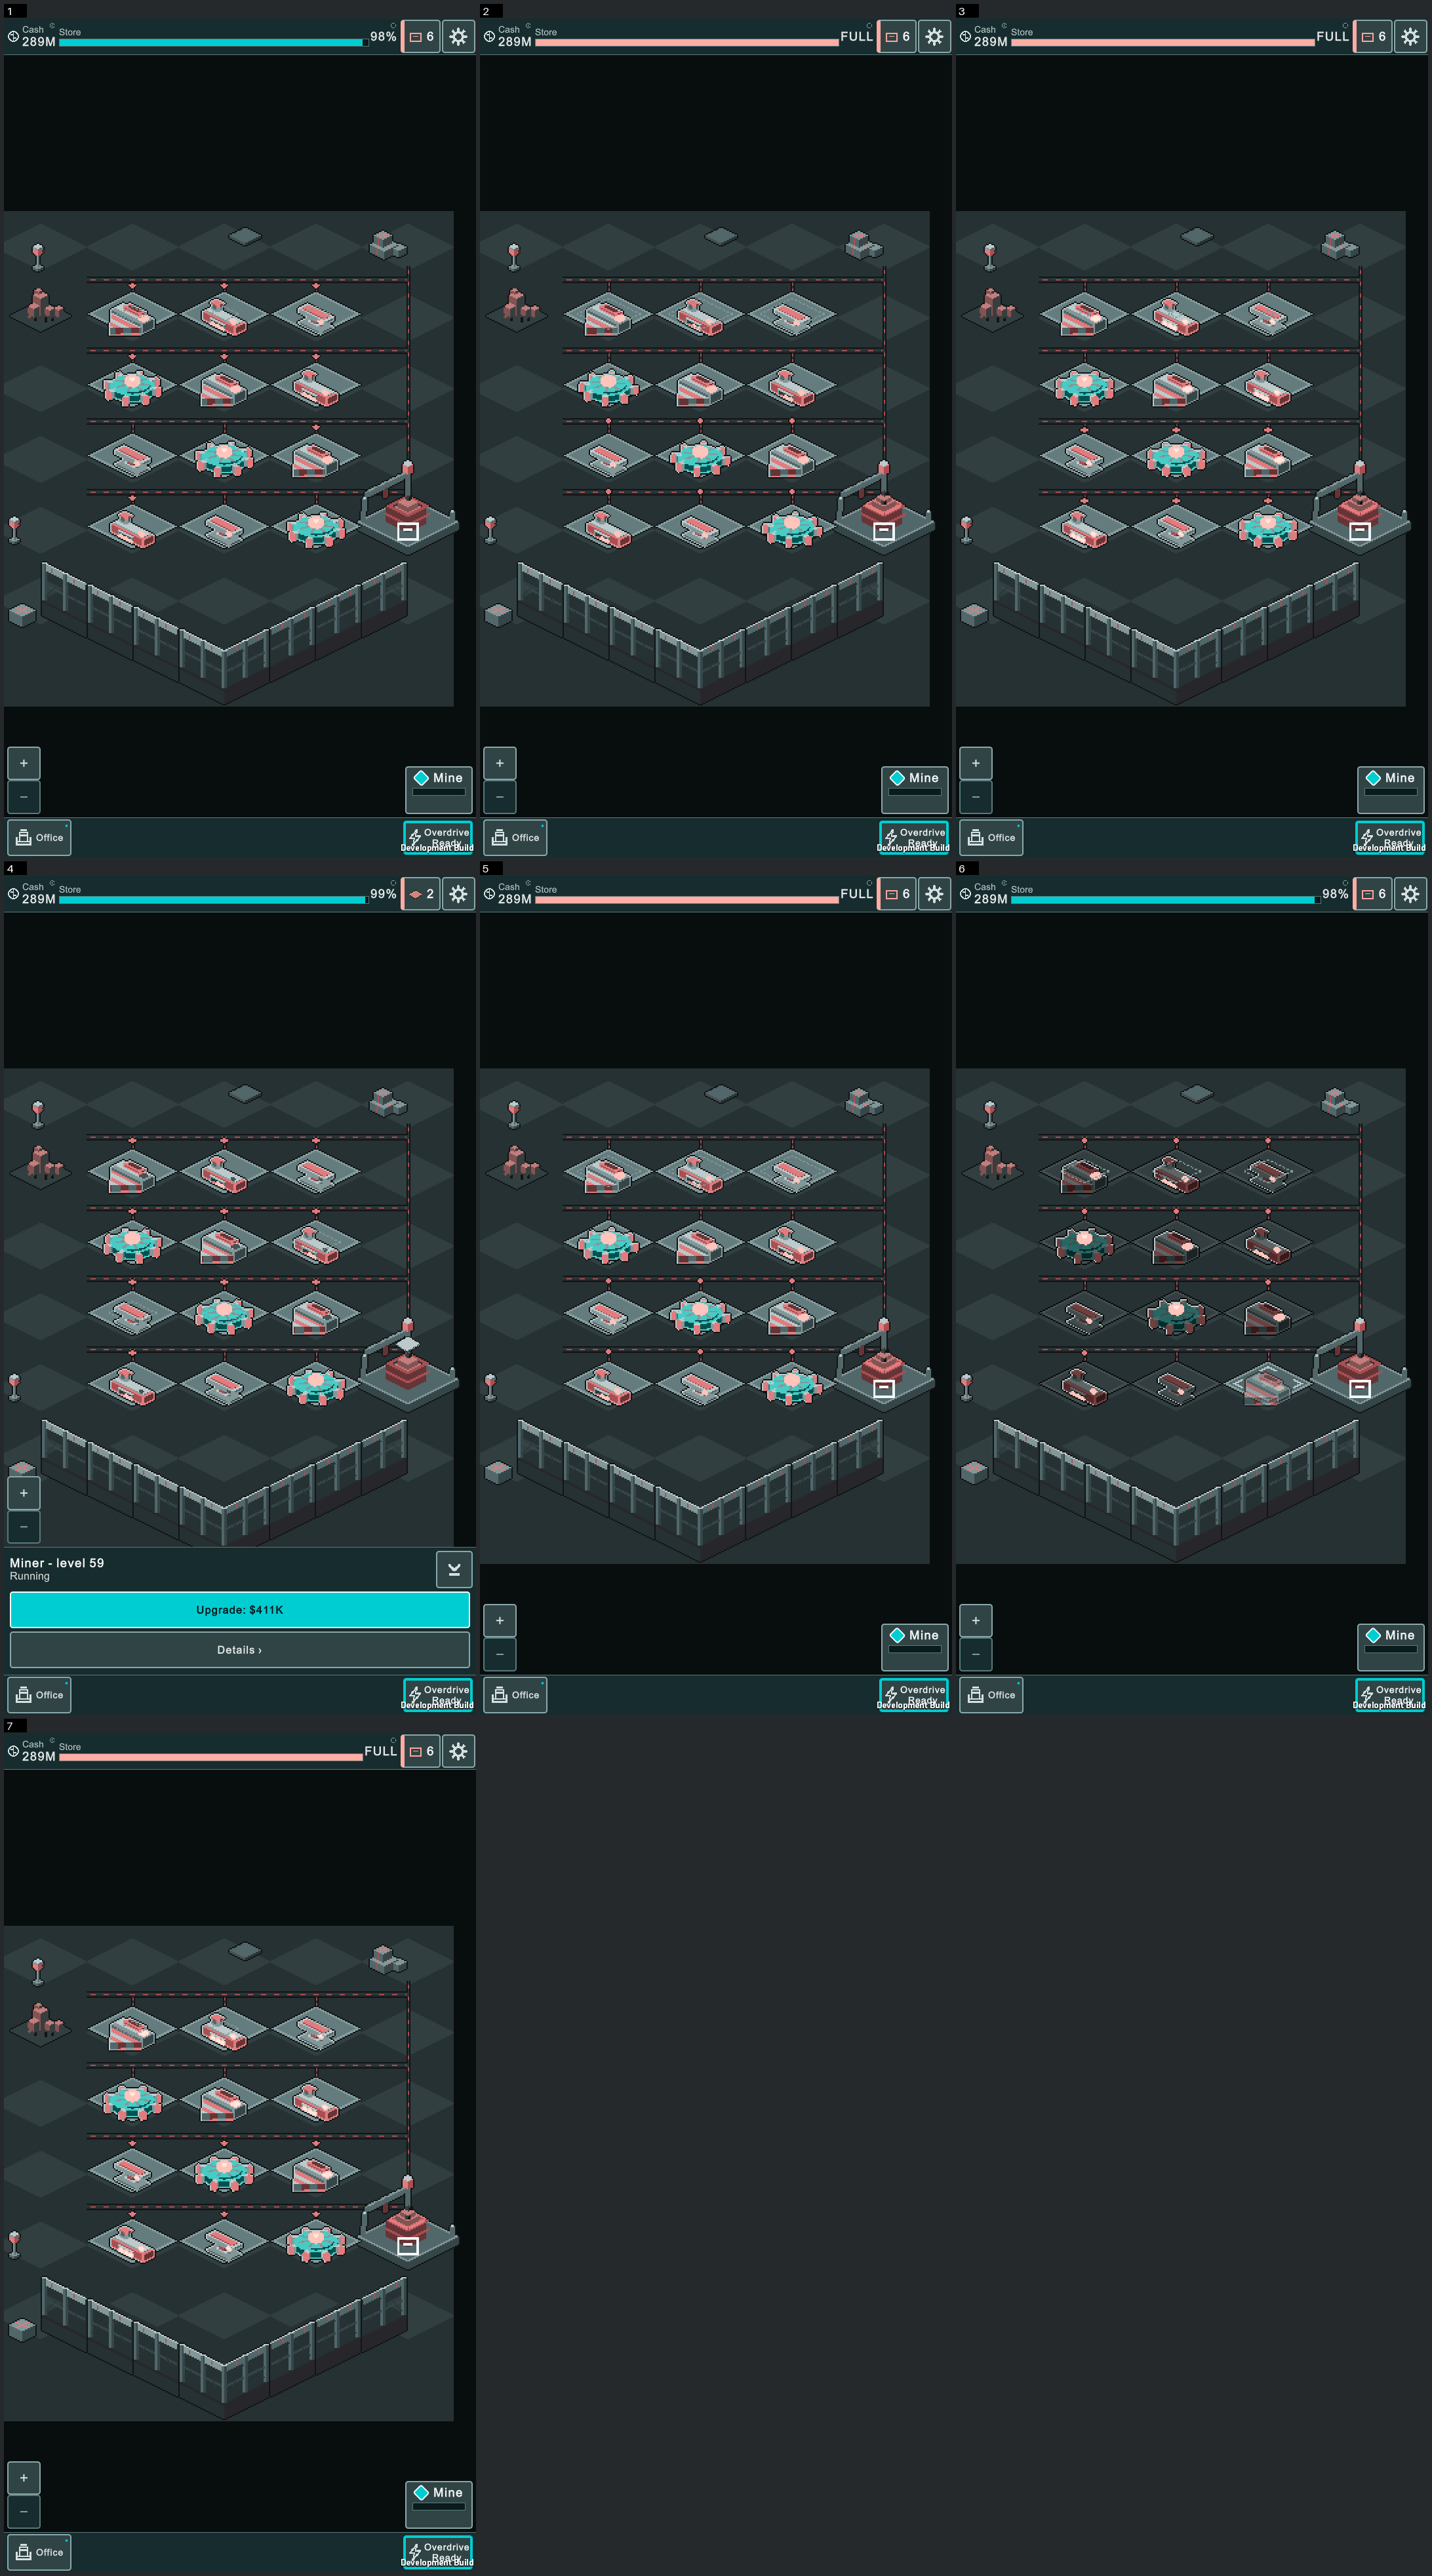 1
Cash
289M
Store
98%
6
+
−
Mine
Office
Overdrive
Ready
Development Build
2
Cash
289M
Store
FULL
6
+
−
Mine
Office
Overdrive
Ready
Development Build
3
Cash
289M
Store
FULL
6
+
−
Mine
Office
Overdrive
Ready
Development Build
4
Cash
289M
Store
99%
2
+
−
Miner - level 59
Running
Upgrade: $411K
Details ›
Office
Overdrive
Ready
Development Build
5
Cash
289M
Store
FULL
6
+
−
Mine
Office
Overdrive
Ready
Development Build
6
Cash
289M
Store
98%
6
+
−
Mine
Office
Overdrive
Ready
Development Build
7
Cash
289M
Store
FULL
6
+
−
Mine
Office
Overdrive
Ready
Development Build